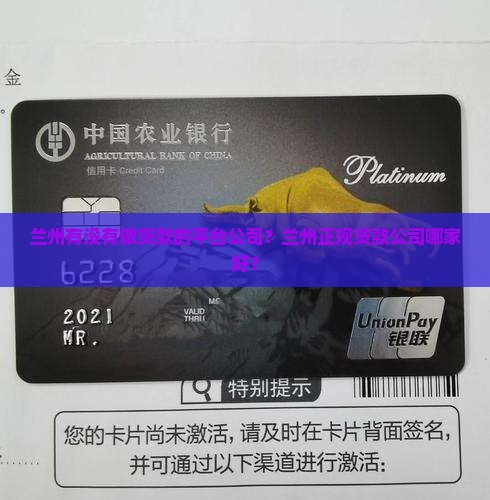 金
中国农业银行
AGRICULTURAL BANK OF CHINA
信用卡 Credit Card
Platinum
兰州有没有做贷款的平台公司？兰州正规贷款公司哪家
好？
6228
2021
MR.
VALID
THRU
UnionPay
银联
特别提示
您的卡片尚未激活，请及时在卡片背面签名，
并可通过以下渠道进行激活：